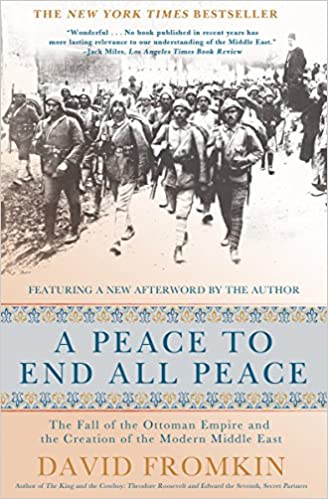 THE NEW YORK TIMES BESTSELLER
"Wonderful . . . No book published in recent years has
more lasting relevance to our understanding of the Middle East."
–Jack Miles, Los Angeles Times Book Review
FEATURING A NEW AFTERWORD BY THE AUTHOR
A PEACE TO
END ALL PEACE
The Fall of the Ottoman Empire and
the Creation of the Modern Middle East
DAVID FROMKIN
Author of The King and the Cowboy: Theodore Roosevelt and Edward the Seventh, Secret Partners